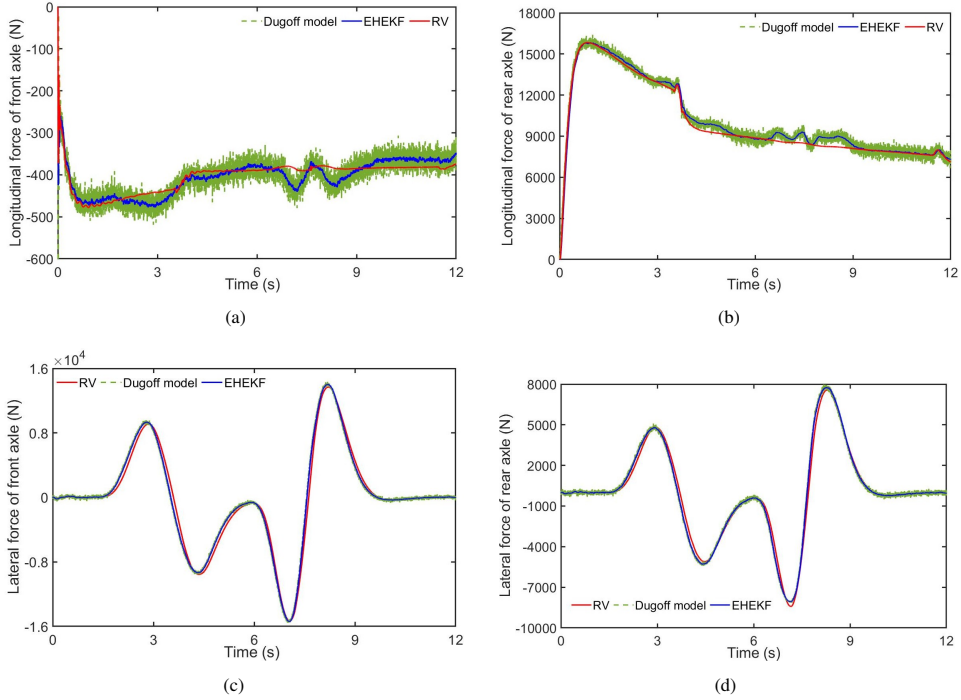 0
-100
-200
-300
-400
-500
-600
Longitudinal force of front axle (N)
Dugoff model EHEKF RV
0 3 6 9 12
Time (s)
(a)
18000
15000
12000
9000
6000
3000
0
Longitudinal force of rear axle (N)
Dugoff model EHEKF RV
0 3 6 9 12
Time (s)
(b)
×10^4
1.6
0.8
0
-0.8
-1.6
Lateral force of front axle (N)
RV Dugoff model EHEKF
0 3 6 9 12
Time (s)
(c)
8000
5000
2000
-1000
-4000
-7000
-10000
Lateral force of rear axle (N)
RV Dugoff model EHEKF
0 3 6 9 12
Time (s)
(d)